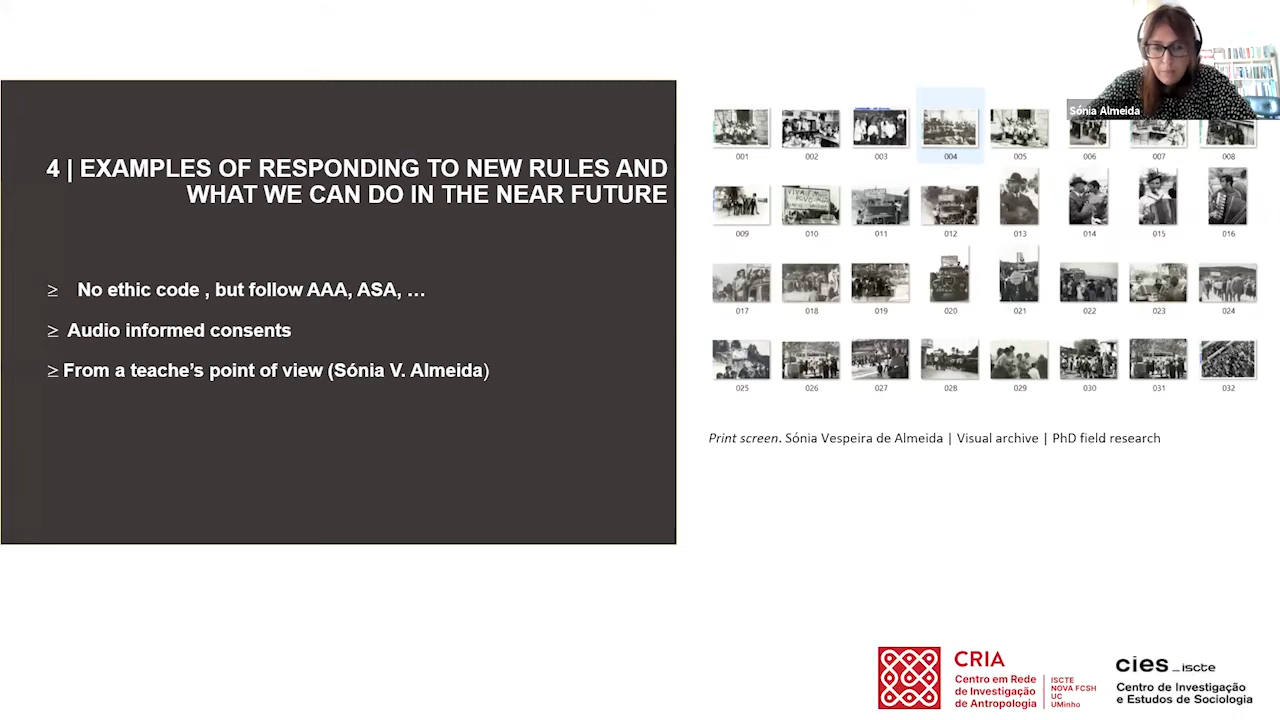 Sónia Almeida
4 | EXAMPLES OF RESPONDING TO NEW RULES AND
WHAT WE CAN DO IN THE NEAR FUTURE
≥ No ethic code , but follow AAA, ASA, …
≥ Audio informed consents
≥ From a teache’s point of view (Sónia V. Almeida)
001 002 003 004 005 006 007 008
009 010 011 012 013 014 015 016
017 018 019 020 021 022 023 024
025 026 027 028 029 030 031 032
Print screen. Sónia Vespeira de Almeida | Visual archive | PhD field research
CRIA
Centro em Rede
de Investigação
de Antropologia
ISCTE
NOVA FCSH
UC
UMinho
cies_iscte
Centro de Investigação
e Estudos de Sociologia